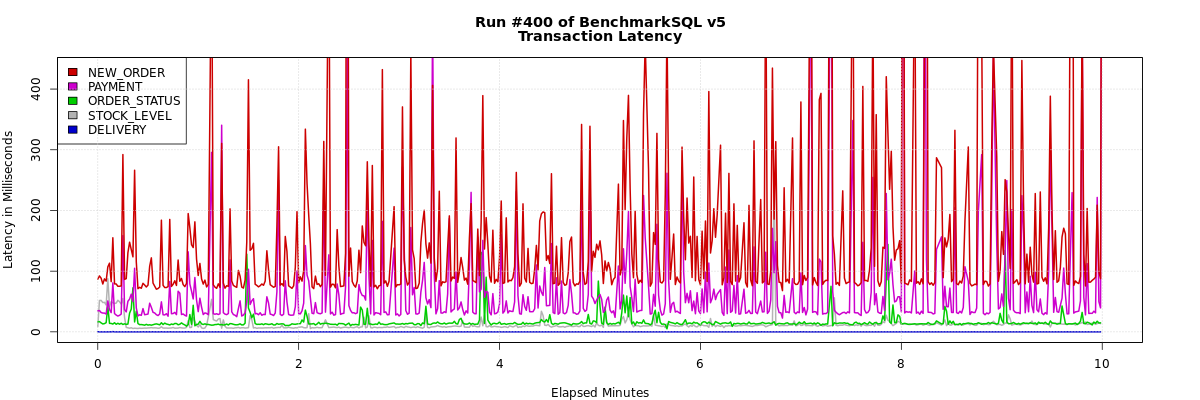 Run #400 of BenchmarkSQL v5
Transaction Latency
NEW_ORDER
PAYMENT
ORDER_STATUS
STOCK_LEVEL
DELIVERY
Latency in Milliseconds
400
300
200
100
0
0 2 4 6 8 10
Elapsed Minutes